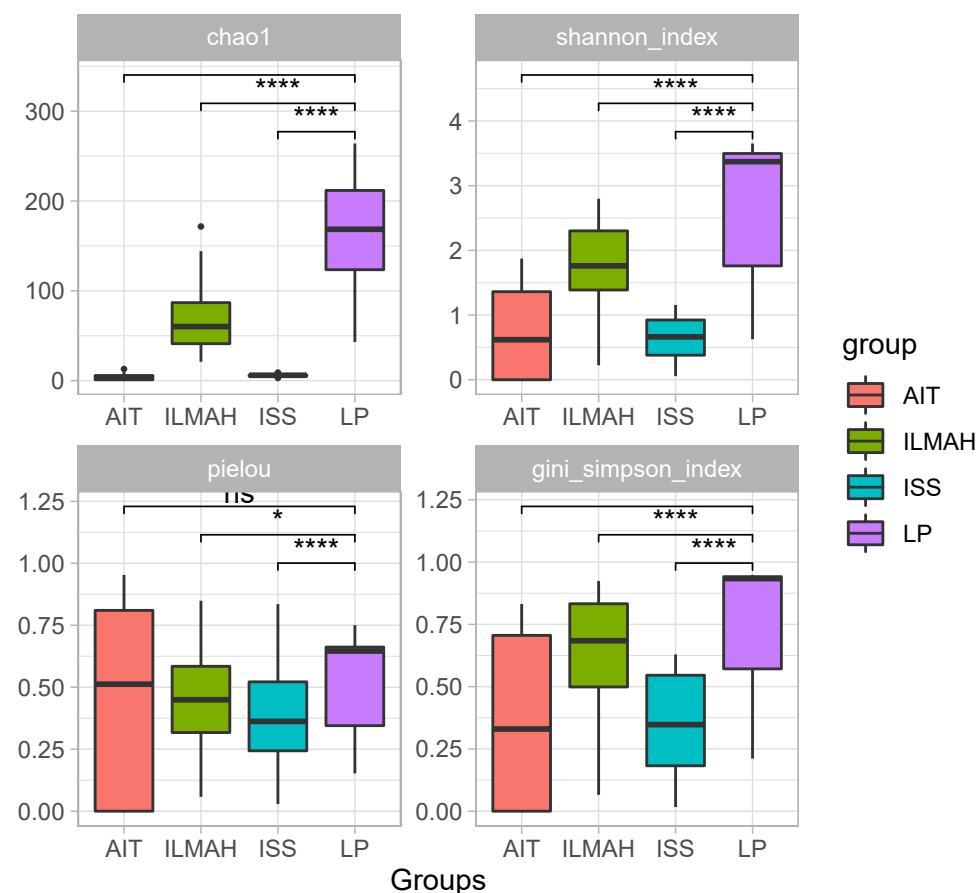 chao1
shannon_index
****
****
300
200
100
0
AIT ILMAH ISS LP
****
****
4
3
2
1
0
AIT ILMAH ISS LP
pielou
gini_simpson_index
ns
*
****
1.25
1.00
0.75
0.50
0.25
0.00
AIT ILMAH ISS LP
****
****
1.25
1.00
0.75
0.50
0.25
0.00
AIT ILMAH ISS LP
Groups
group
AIT
ILMAH
ISS
LP